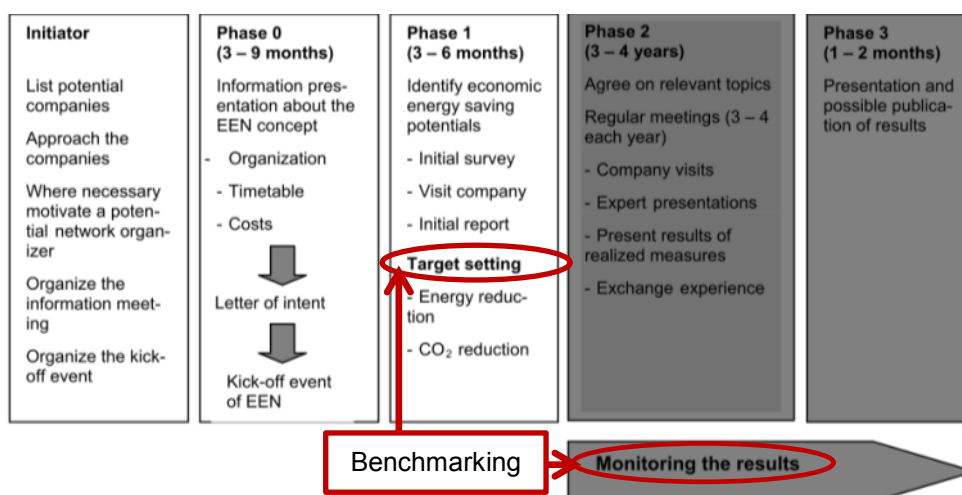 Initiator
List potential
companies
Approach the
companies
Where necessary
motivate a poten-
tial network organ-
izer
Organize the
information meet-
ing
Organize the kick-
off event
Phase 0
(3 – 9 months)
Information pres-
entation about the
EEN concept
- Organization
- Timetable
- Costs
Letter of intent
Kick-off event
of EEN
Phase 1
(3 – 6 months)
Identify economic
energy saving
potentials
- Initial survey
- Visit company
- Initial report
Target setting
- Energy reduc-
tion
- CO₂ reduction
Phase 2
(3 – 4 years)
Agree on relevant topics
Regular meetings (3 – 4
each year)
- Company visits
- Expert presentations
- Present results of
realized measures
- Exchange experience
Phase 3
(1 – 2 months)
Presentation and
possible publica-
tion of results
Benchmarking
Monitoring the results